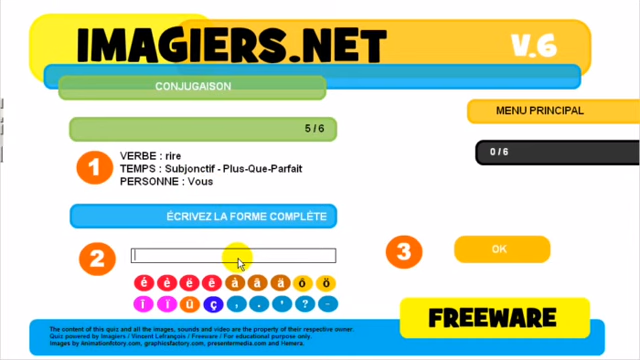 IMAGIERS.NET
V.6
CONJUGAISON
MENU PRINCIPAL
5 / 6
0 / 6
1
VERBE : rire
TEMPS : Subjonctif - Plus-Que-Parfait
PERSONNE : Vous
ÉCRIVEZ LA FORME COMPLÈTE
2
3
OK
é è ê ë à â ä ô ö
î ï û ç , . ' ? -
FREEWARE
The content of this quiz and all the images, sounds and video are the property of their respective owner.
Quiz powered by Imagiers / Vincent Lefrançois / Freeware / For educational purpose only.
Images by Animationfactory.com, graphicsfactory.com, presentermedia.com and Hemera.